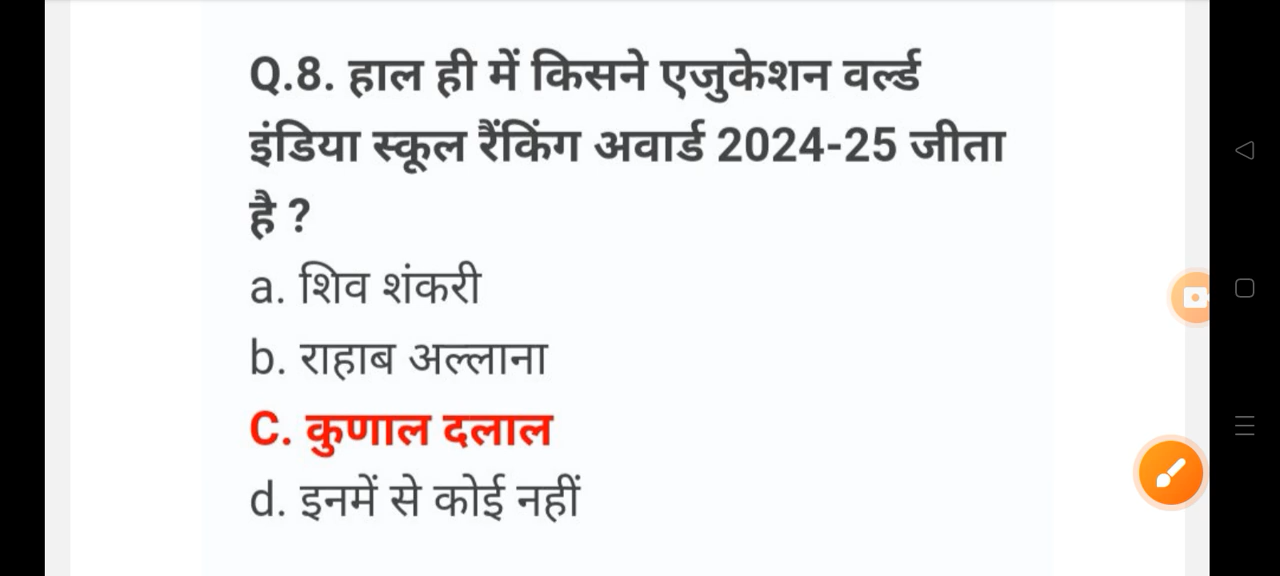 Q.8. हाल ही में किसने एजुकेशन वर्ल्ड
इंडिया स्कूल रैंकिंग अवार्ड 2024-25 जीता
है ?
a. शिव शंकरी
b. राहाब अल्लाना
C. कुणाल दलाल
d. इनमें से कोई नहीं